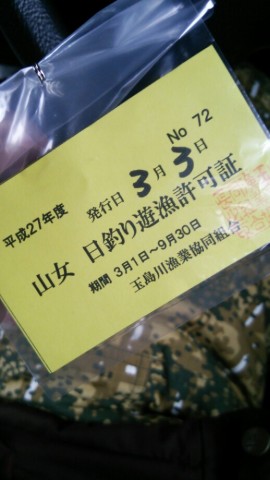 No 72
平成27年度 発行日 3月3日
山女 日釣り遊漁許可証
期間 3月1日～9月30日
玉島川漁業協同組合